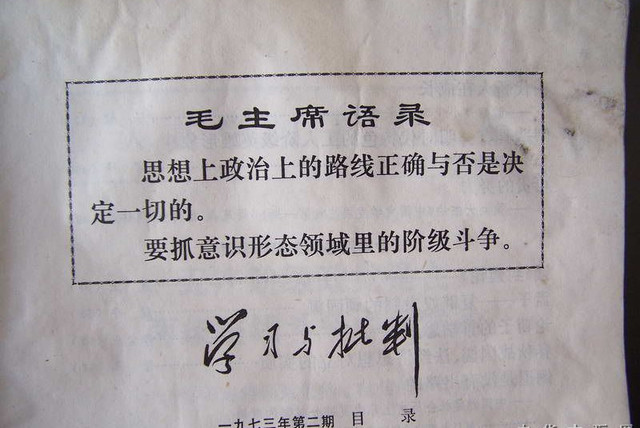 毛主席语录
思想上政治上的路线正确与否是决
定一切的。
要抓意识形态领域里的阶级斗争。
学习与批判
一九七三年第二期 目 录